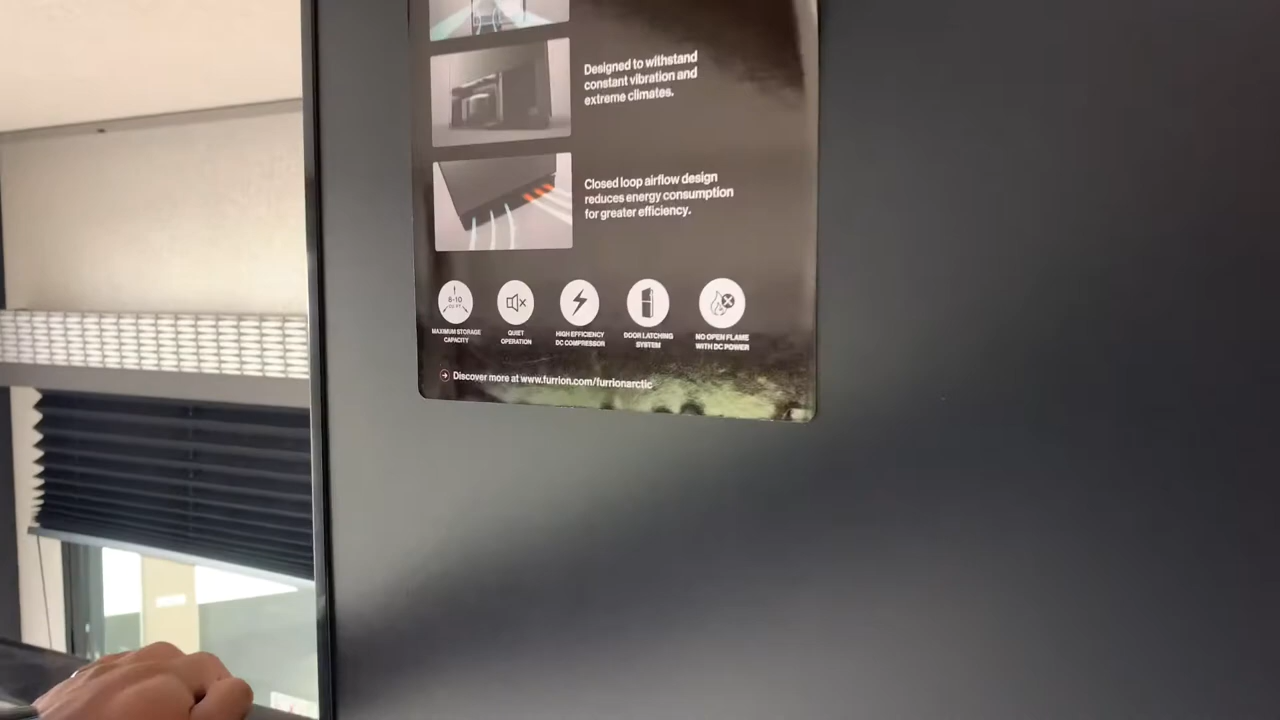 Designed to withstand
constant vibration and
extreme climates.
Closed loop airflow design
reduces energy consumption
for greater efficiency.
8-10
CU FT
MAXIMUM STORAGE
CAPACITY
QUIET
OPERATION
HIGH EFFICIENCY
DC COMPRESSOR
DOOR LATCHING
SYSTEM
NO OPEN FLAME
WITH DC POWER
Discover more at www.furrion.com/furrionarctic